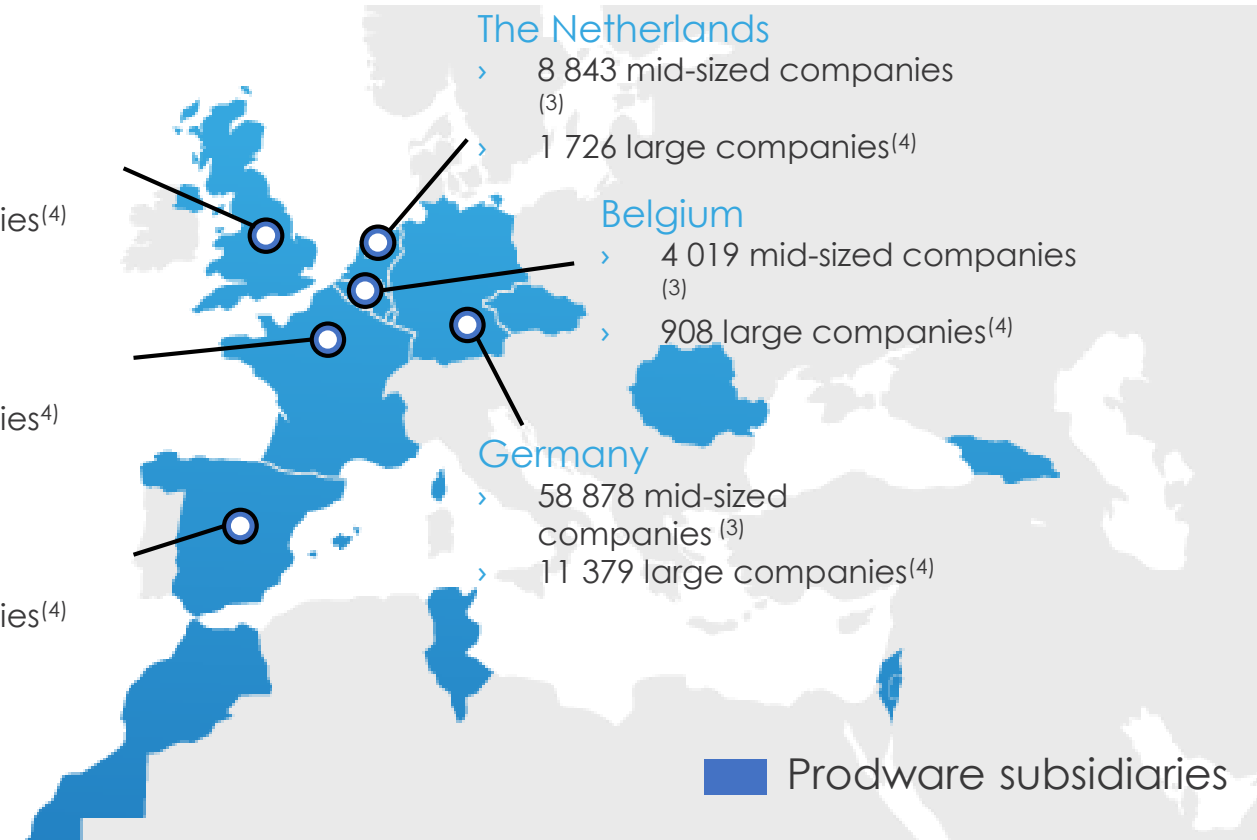 The Netherlands
› 8 843 mid-sized companies
(3)
› 1 726 large companies(4)
ies(4)
Belgium
› 4 019 mid-sized companies
(3)
› 908 large companies(4)
ies4)
Germany
› 58 878 mid-sized
companies (3)
› 11 379 large companies(4)
ies(4)
Prodware subsidiaries